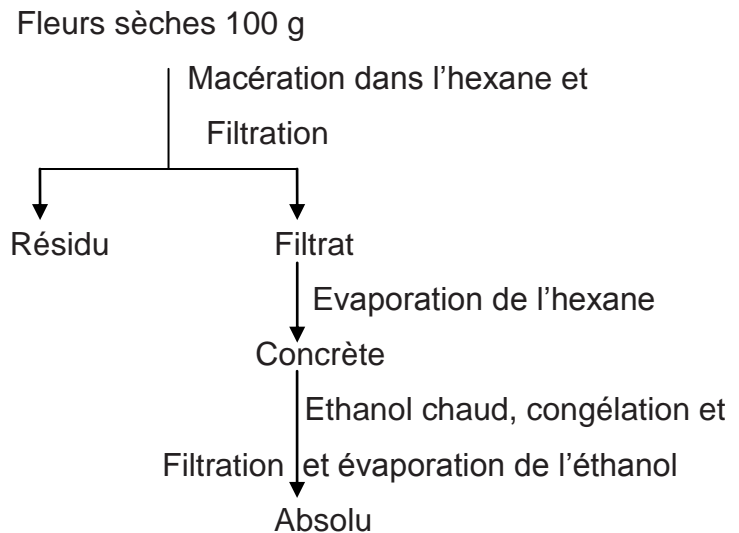 Fleurs sèches 100 g
Macération dans l’hexane et
Filtration
Résidu
Filtrat
Evaporation de l’hexane
Concrète
Ethanol chaud, congélation et
Filtration et évaporation de l’éthanol
Absolu